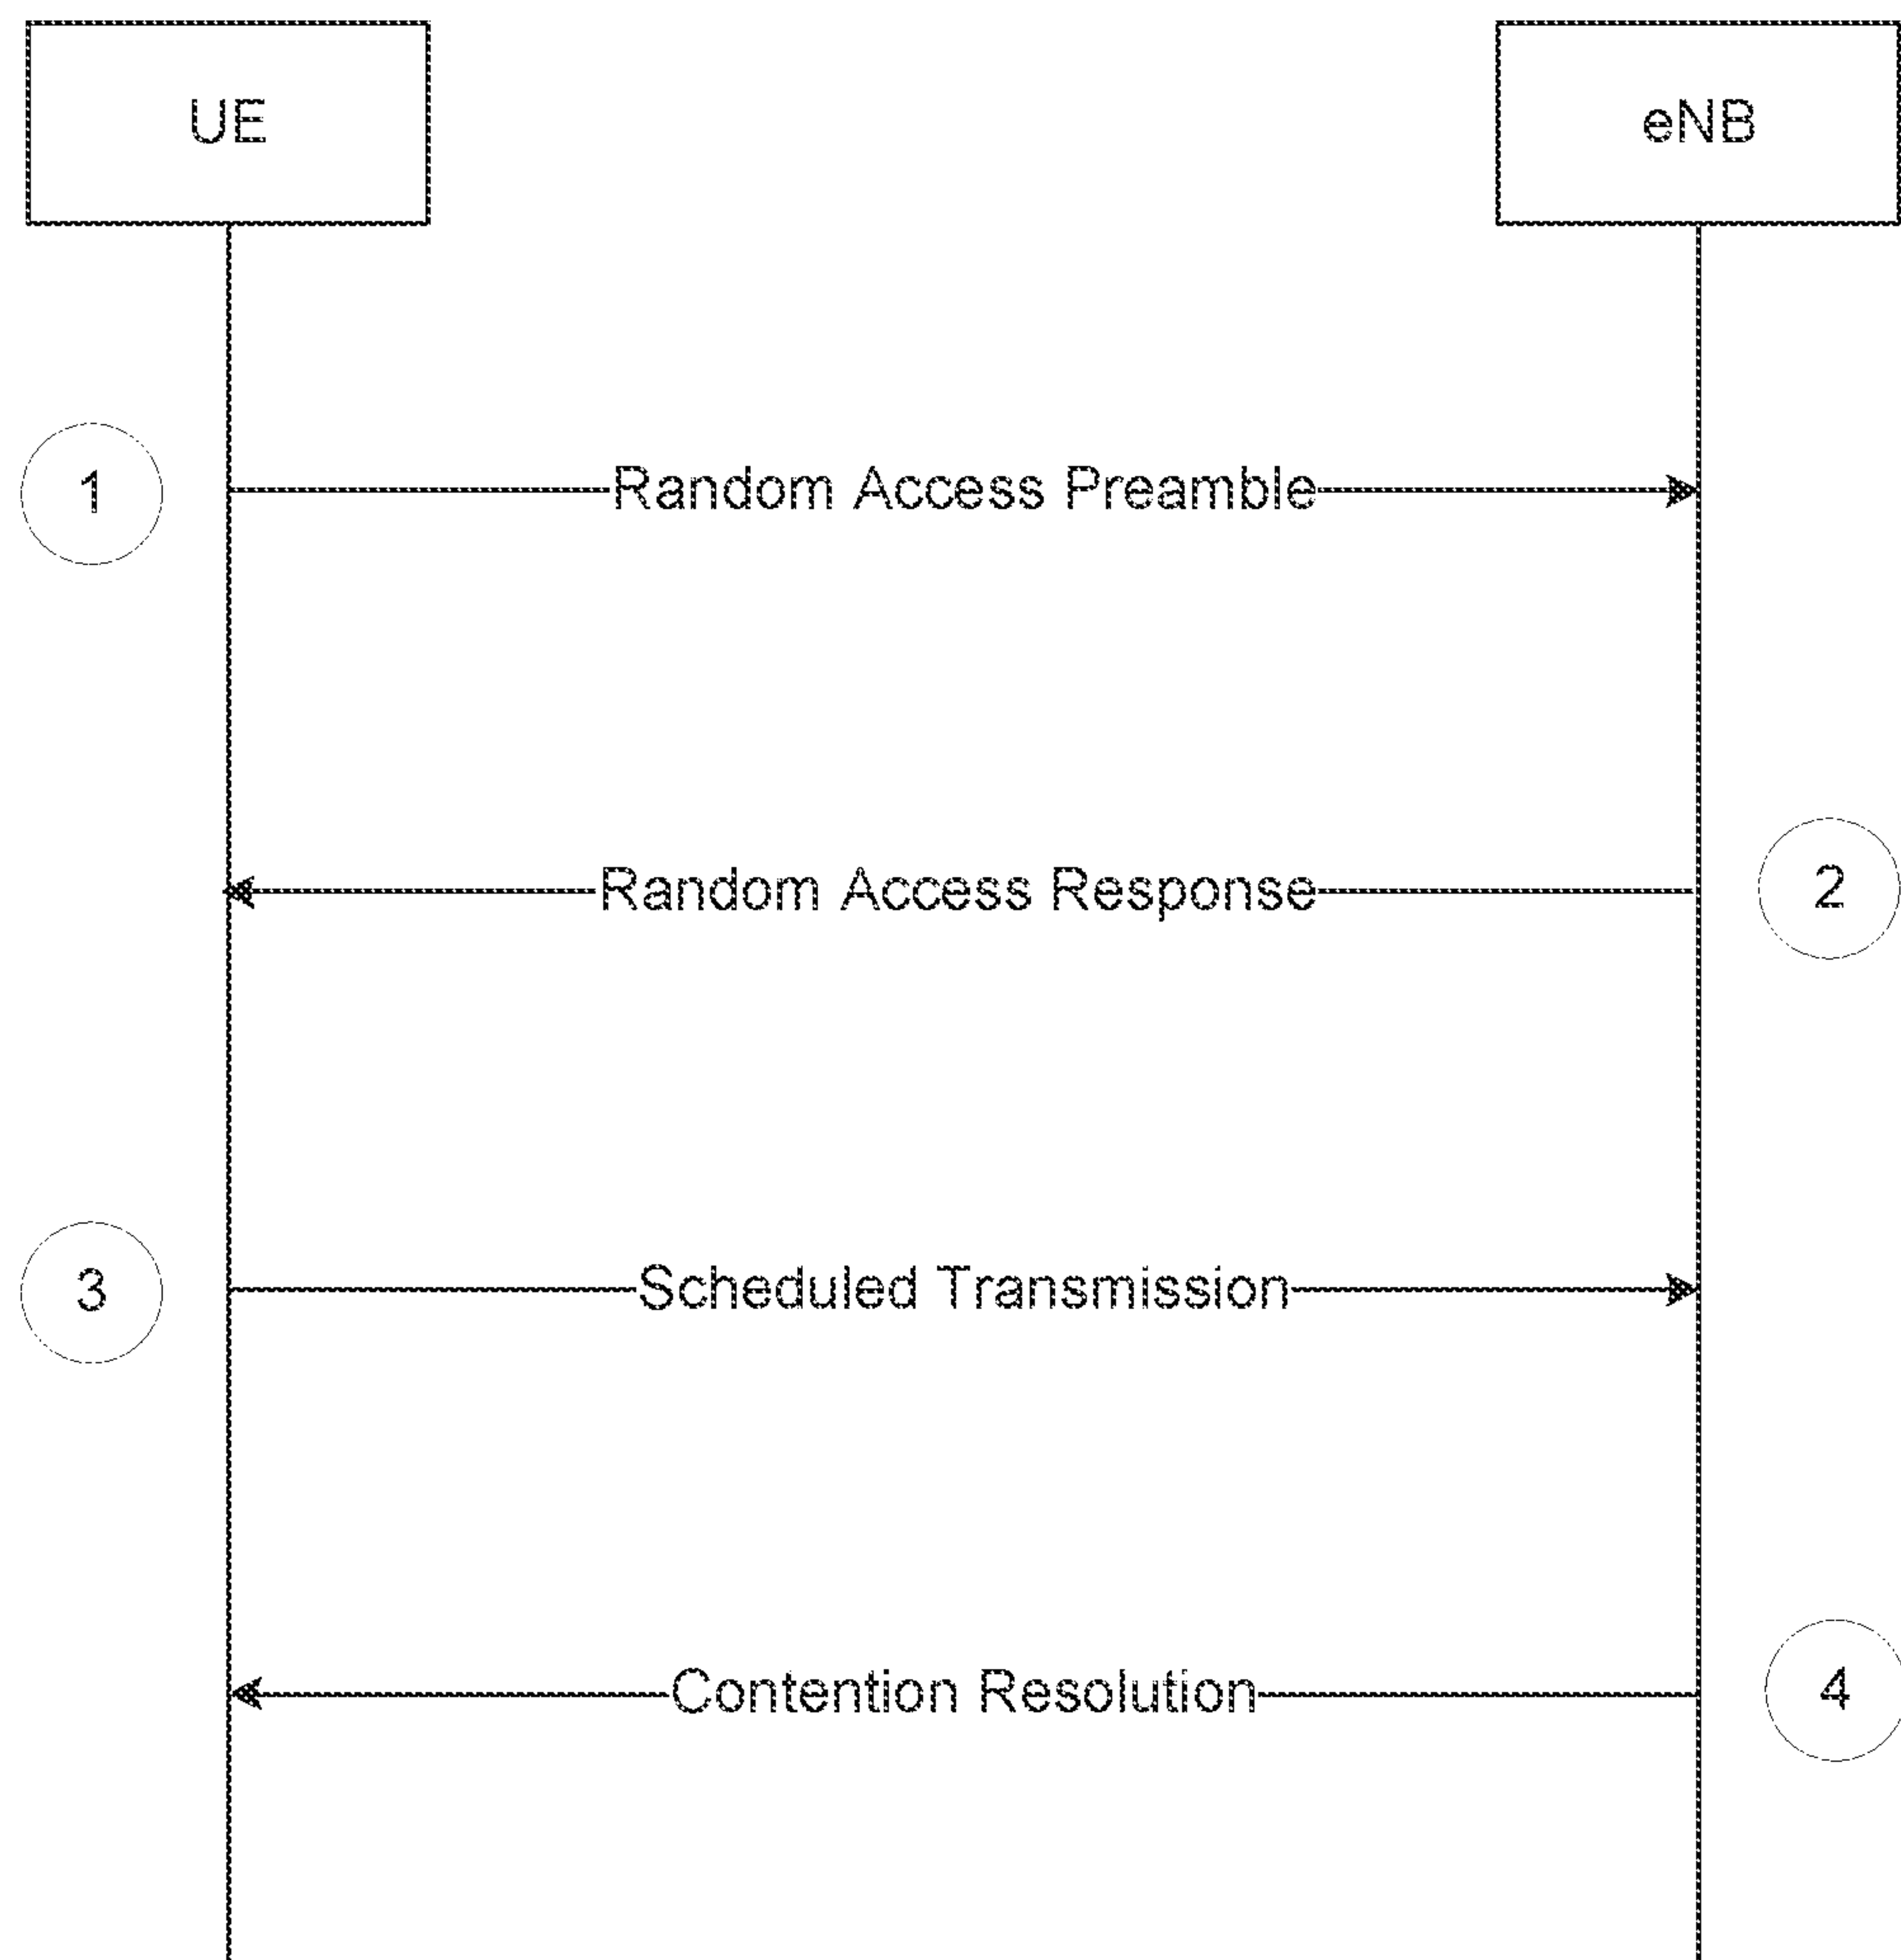 UE
eNB
1
Random Access Preamble
Random Access Response
2
3
Scheduled Transmission
Contention Resolution
4